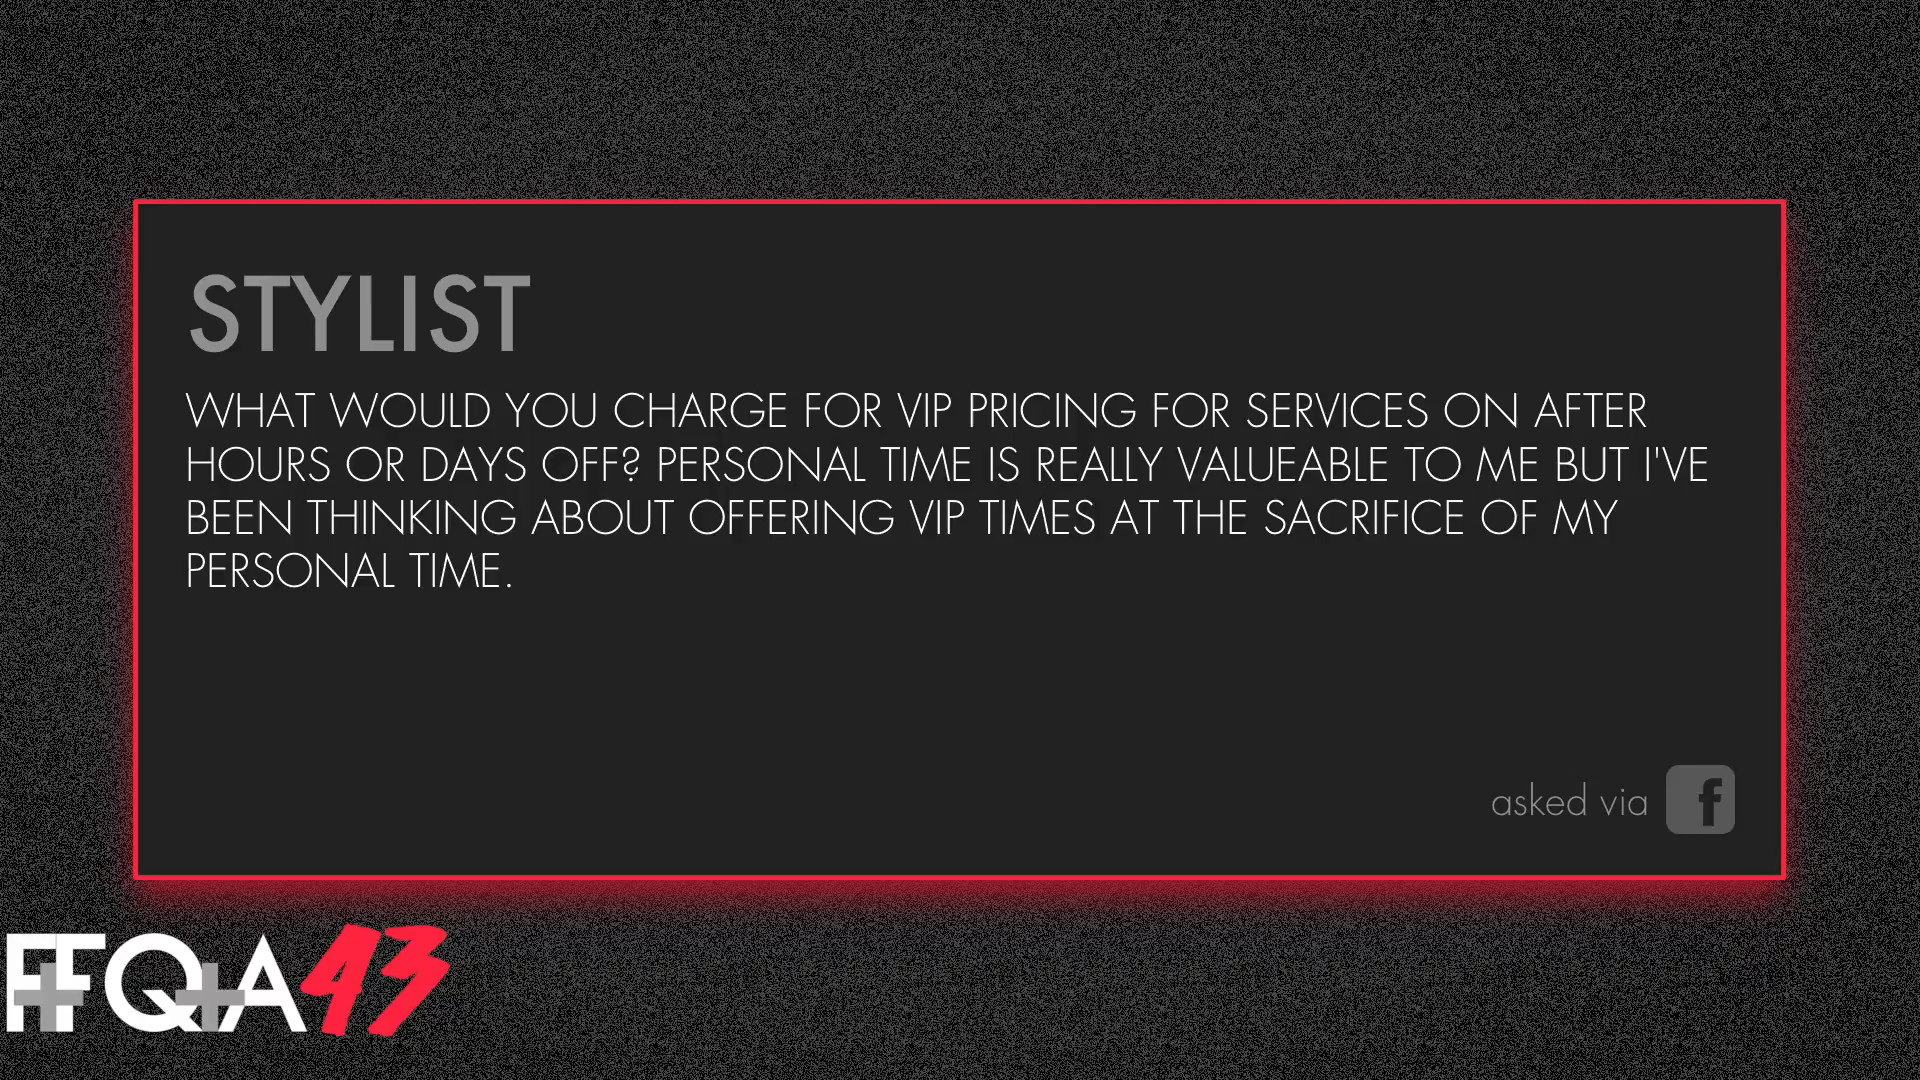 STYLIST
WHAT WOULD YOU CHARGE FOR VIP PRICING FOR SERVICES ON AFTER
HOURS OR DAYS OFF? PERSONAL TIME IS REALLY VALUEABLE TO ME BUT I'VE
BEEN THINKING ABOUT OFFERING VIP TIMES AT THE SACRIFICE OF MY
PERSONAL TIME.
asked via f
F+FQ+A 43